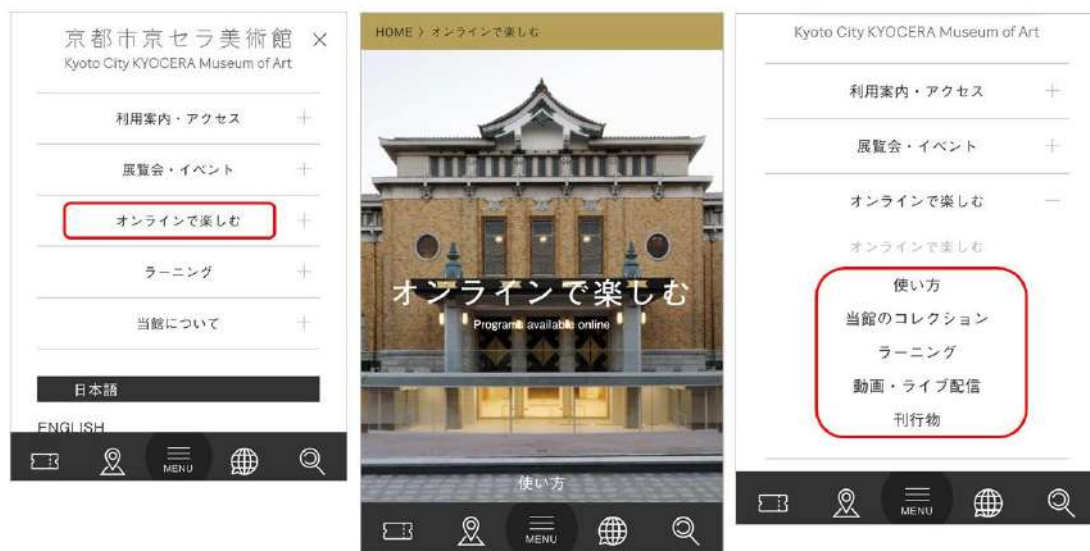 京都市京セラ美術館
Kyoto City KYOCERA Museum of Art
利用案内・アクセス
展覧会・イベント
オンラインで楽しむ
ラーニング
当館について
日本語
ENGLISH
MENU
HOME 〉 オンラインで楽しむ
オンラインで楽しむ
Programs available online
使い方
MENU
Kyoto City KYOCERA Museum of Art
利用案内・アクセス
展覧会・イベント
オンラインで楽しむ
オンラインで楽しむ
使い方
当館のコレクション
ラーニング
動画・ライブ配信
刊行物
MENU